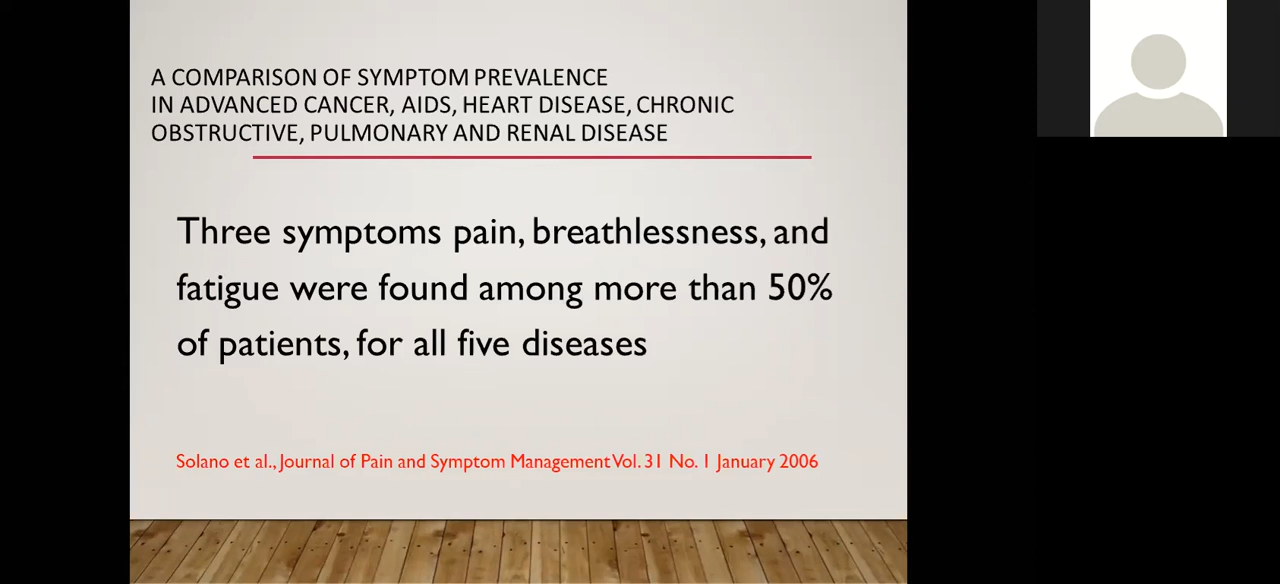 A COMPARISON OF SYMPTOM PREVALENCE
IN ADVANCED CANCER, AIDS, HEART DISEASE, CHRONIC
OBSTRUCTIVE, PULMONARY AND RENAL DISEASE
Three symptoms pain, breathlessness, and
fatigue were found among more than 50%
of patients, for all five diseases
Solano et al., Journal of Pain and Symptom Management Vol. 31 No. 1 January 2006